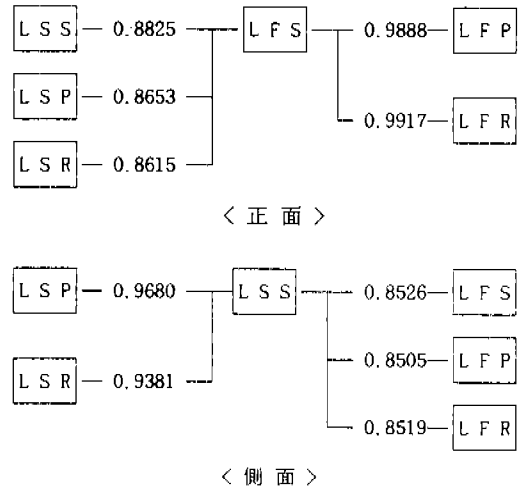 LSS 0.8825 LFS 0.9888 LFP
LSP 0.8653
0.9917 LFR
LSR 0.8615
＜正面＞
LSP 0.9680 LSS 0.8526 LFS
0.8505 LFP
LSR 0.9381
0.8519 LFR
＜側面＞